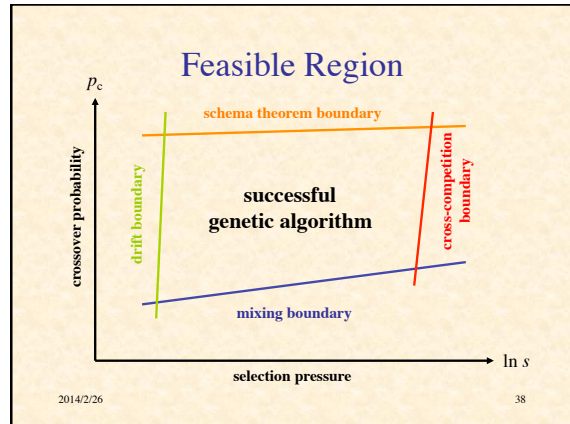 Feasible Region
p_c
schema theorem boundary
crossover probability
drift boundary
successful
genetic algorithm
cross-competition
boundary
mixing boundary
ln s
selection pressure
2014/2/26
38